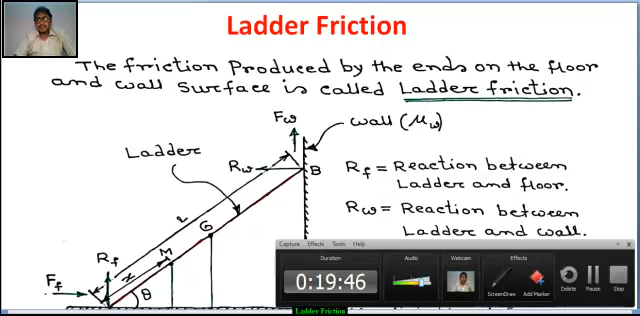 Ladder Friction
The friction produced by the ends on the floor
and wall surface is called Ladder friction.
Fw
wall (μw)
Ladder
Rw
B
L
Rf = Reaction between
Ladder and floor.
Rw = Reaction between
Ladder and wall.
G
M
Rf
x
Ff
θ
Capture Effects Tools Help
Duration
Audio
Webcam
Effects
0:19:46
ScreenDraw
Add Marker
Delete
Pause
Stop
Ladder Friction